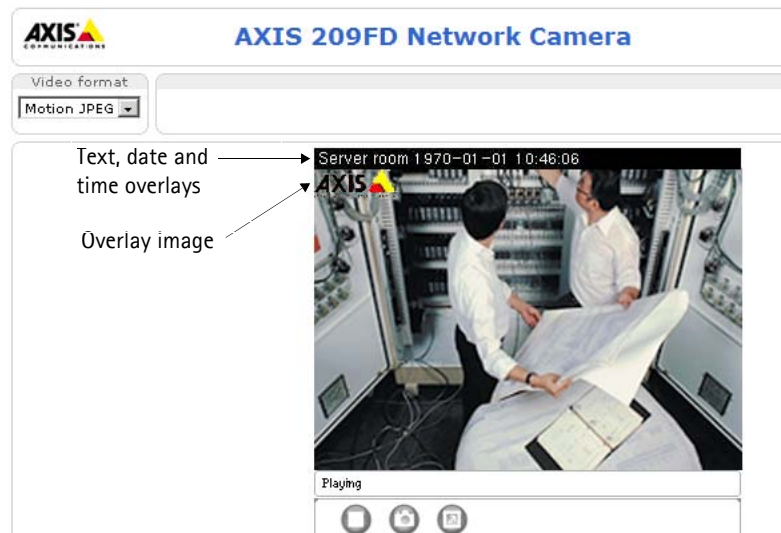 AXIS
COMMUNICATIONS
AXIS 209FD Network Camera
Video format
Motion JPEG
Text, date and
time overlays
Overlay image
Server room 1970-01-01 10:46:06
AXIS
Playing